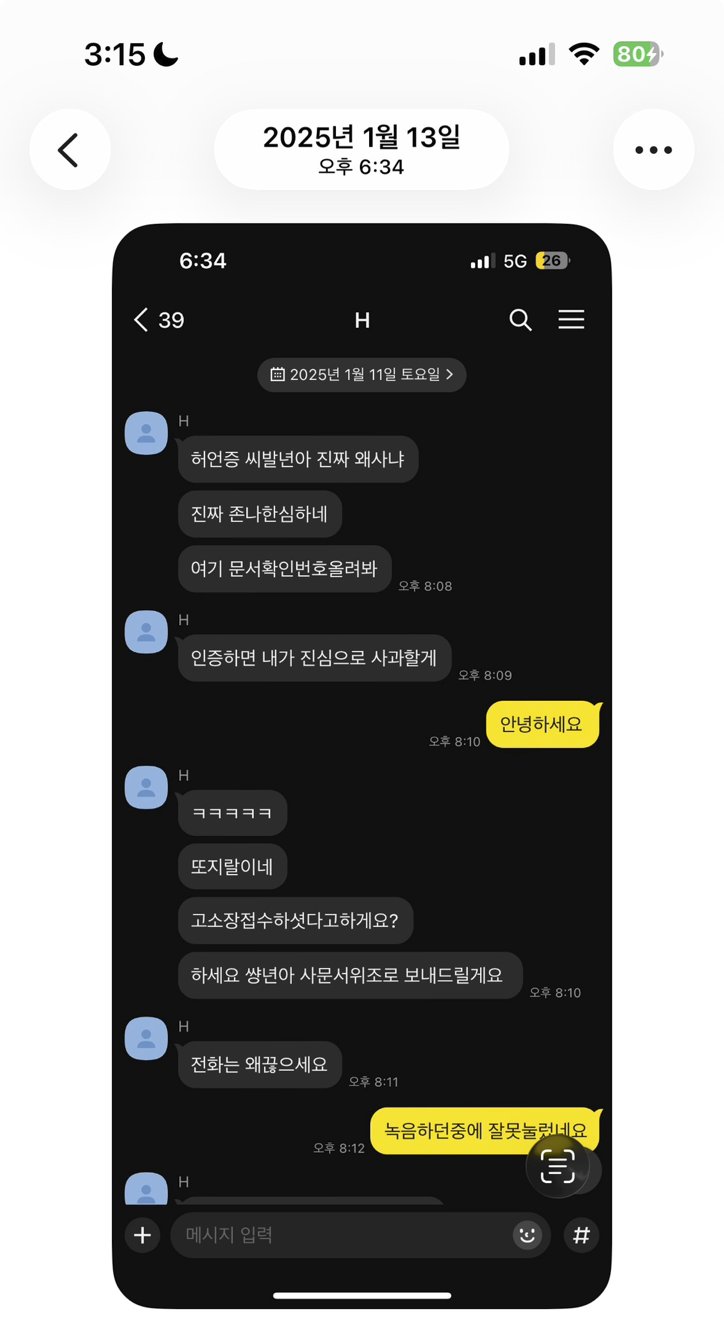 3:15
80
2025년 1월 13일
오후 6:34
6:34
5G 26
39
H
2025년 1월 11일 토요일
H
허언증 씨발년아 진짜 왜사냐
진짜 존나한심하네
여기 문서확인번호올려봐
오후 8:08
H
인증하면 내가 진심으로 사과할게
오후 8:09
안녕하세요
오후 8:10
H
ㅋㅋㅋㅋㅋ
또지랄이네
고소장접수하셧다고하게요?
하세요 썅년아 사문서위조로 보내드릴게요
오후 8:10
H
전화는 왜끊으세요
오후 8:11
녹음하던중에 잘못눌렀네요
오후 8:12
H
메시지 입력
#